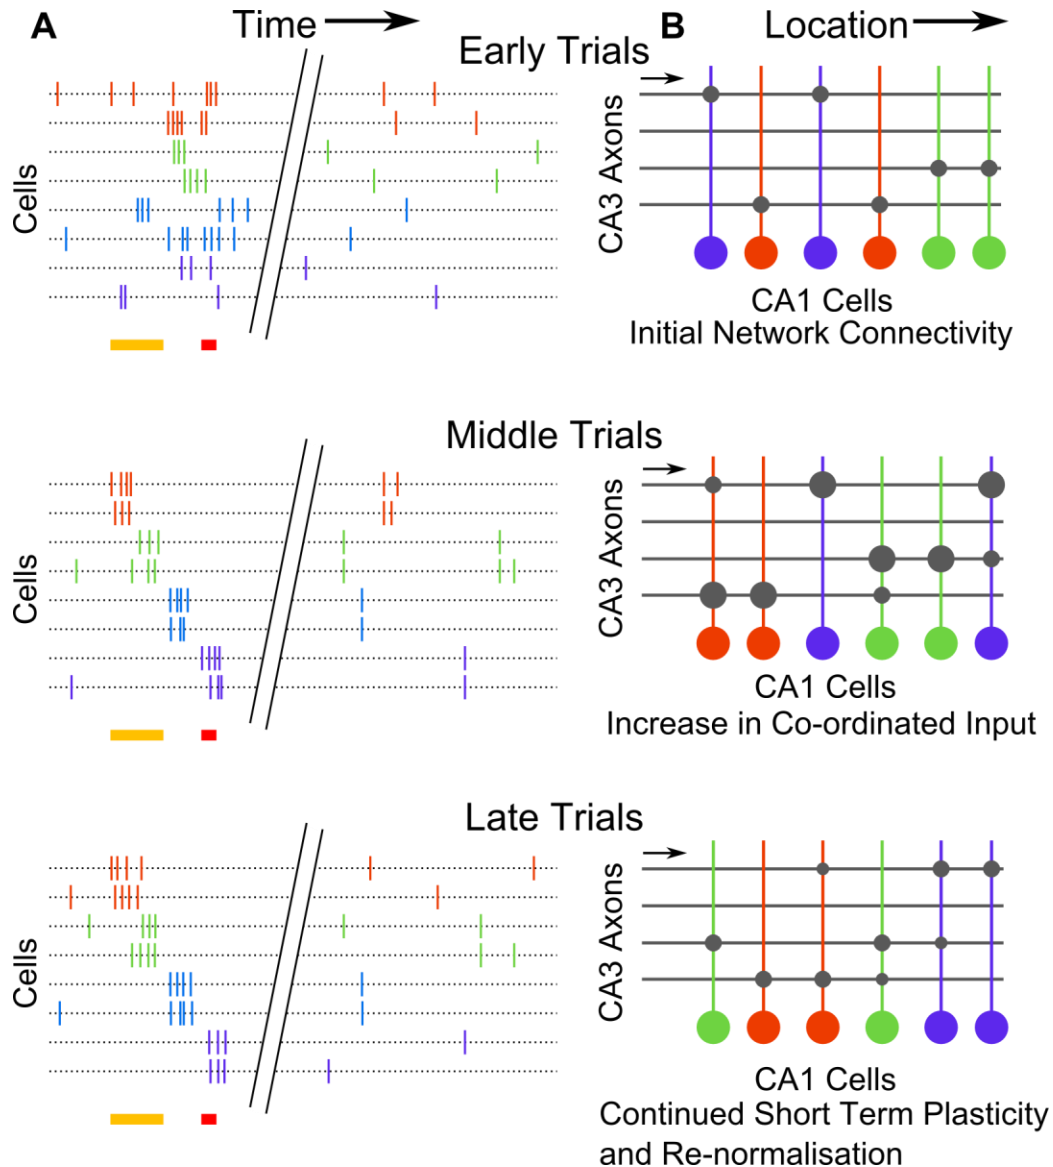 A
Time
B
Location
Early Trials
Cells
CA3 Axons
CA1 Cells
Initial Network Connectivity
Middle Trials
Cells
CA3 Axons
CA1 Cells
Increase in Co-ordinated Input
Late Trials
Cells
CA3 Axons
CA1 Cells
Continued Short Term Plasticity
and Re-normalisation